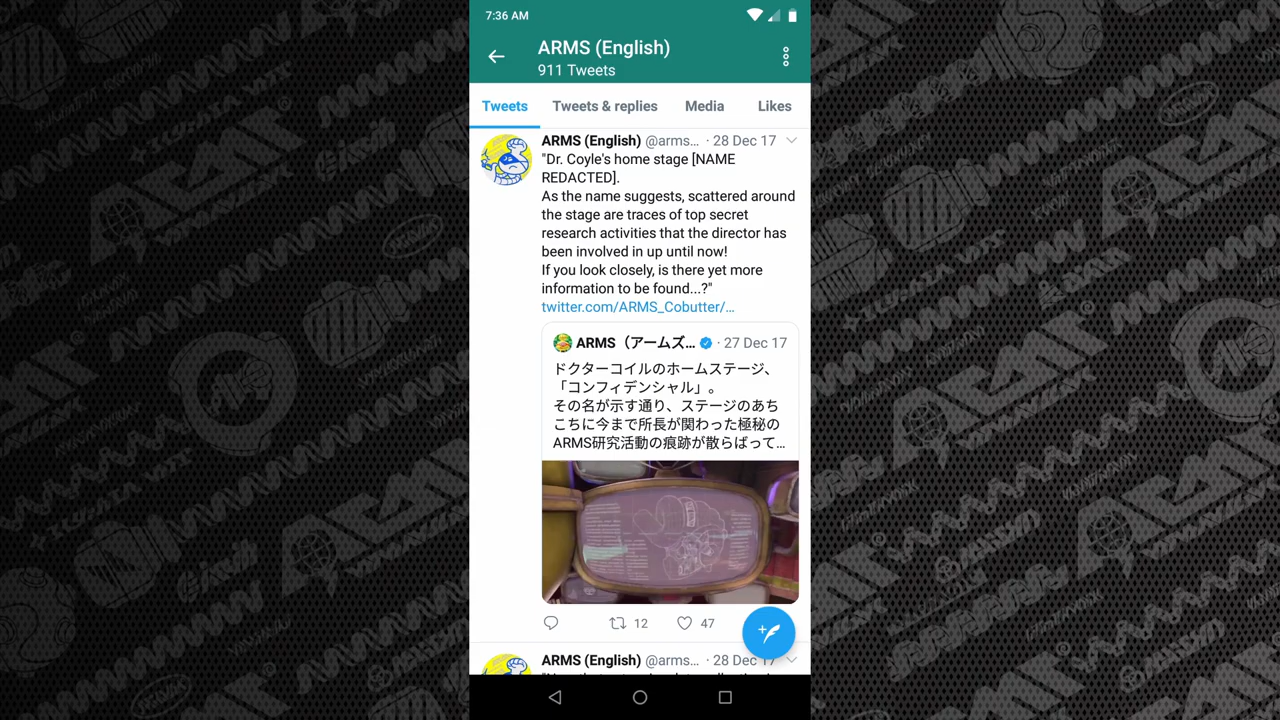 7:36 AM
ARMS (English)
911 Tweets
Tweets
Tweets & replies
Media
Likes
ARMS (English) @arms... · 28 Dec 17
"Dr. Coyle's home stage [NAME
REDACTED].
As the name suggests, scattered around
the stage are traces of top secret
research activities that the director has
been involved in up until now!
If you look closely, is there yet more
information to be found...?"
twitter.com/ARMS_Cobutter/...
ARMS（アームズ... · 27 Dec 17
ドクターコイルのホームステージ、
「コンフィデンシャル」。
その名が示す通り、ステージのあち
こちに今まで所長が関わった極秘の
ARMS研究活動の痕跡が散らばって...
12
47
ARMS (English) @arms... · 28 Dec 17